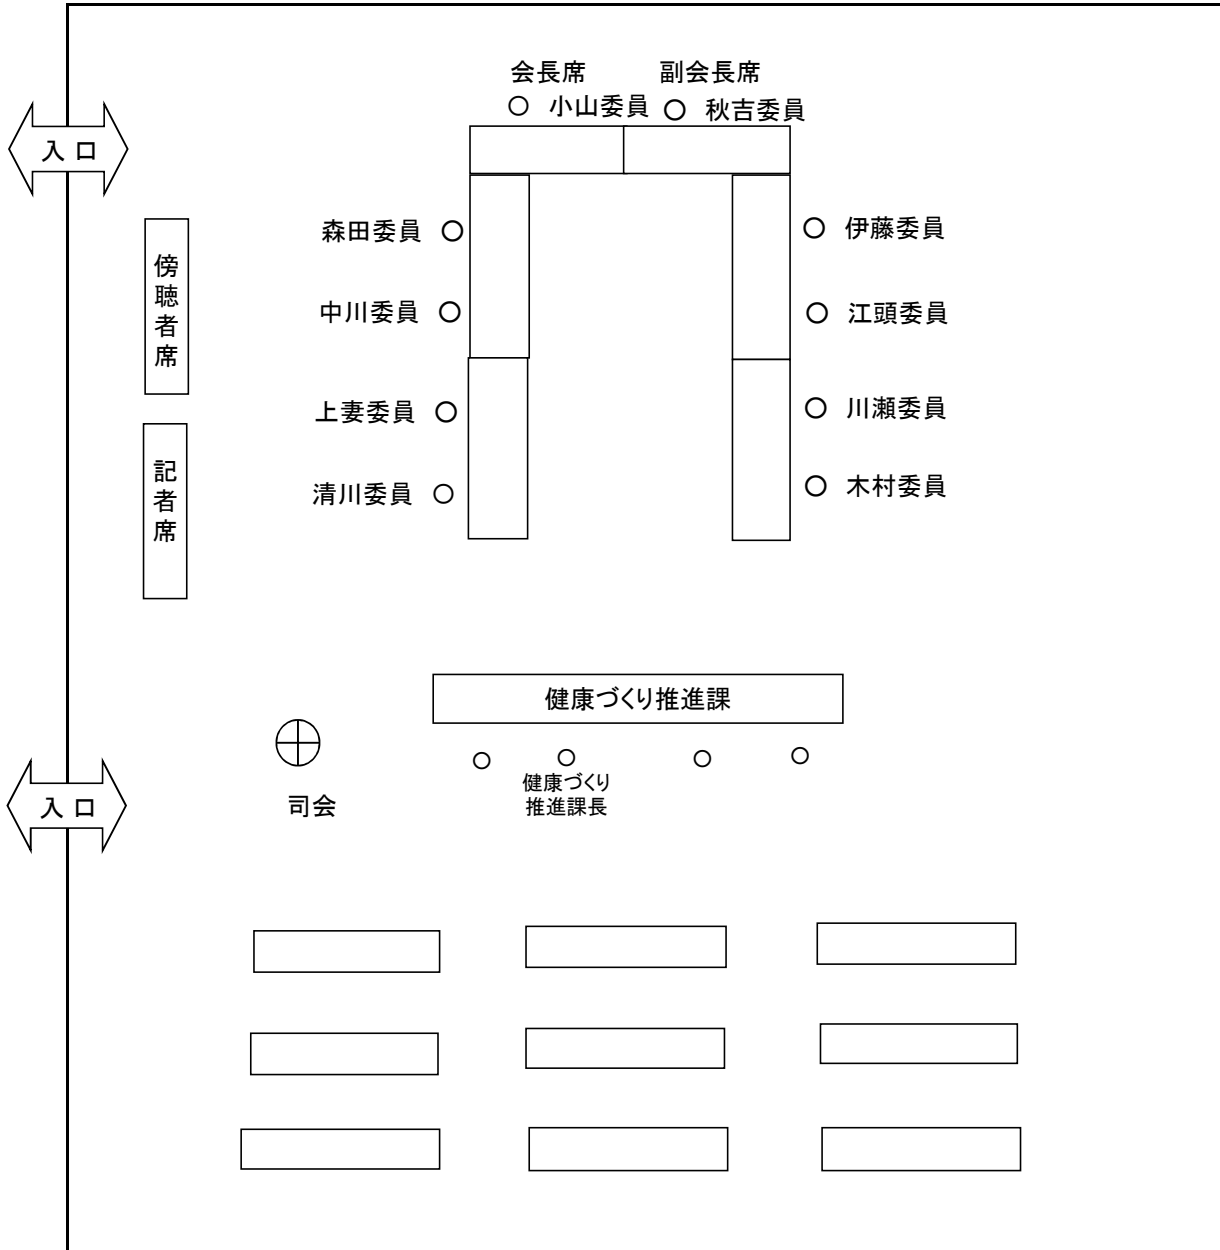 会長席
副会長席
小山委員
秋吉委員
入口
森田委員
伊藤委員
傍聴者席
中川委員
江頭委員
上妻委員
川瀬委員
記者席
清川委員
木村委員
健康づくり推進課
健康づくり
推進課長
入口
司会